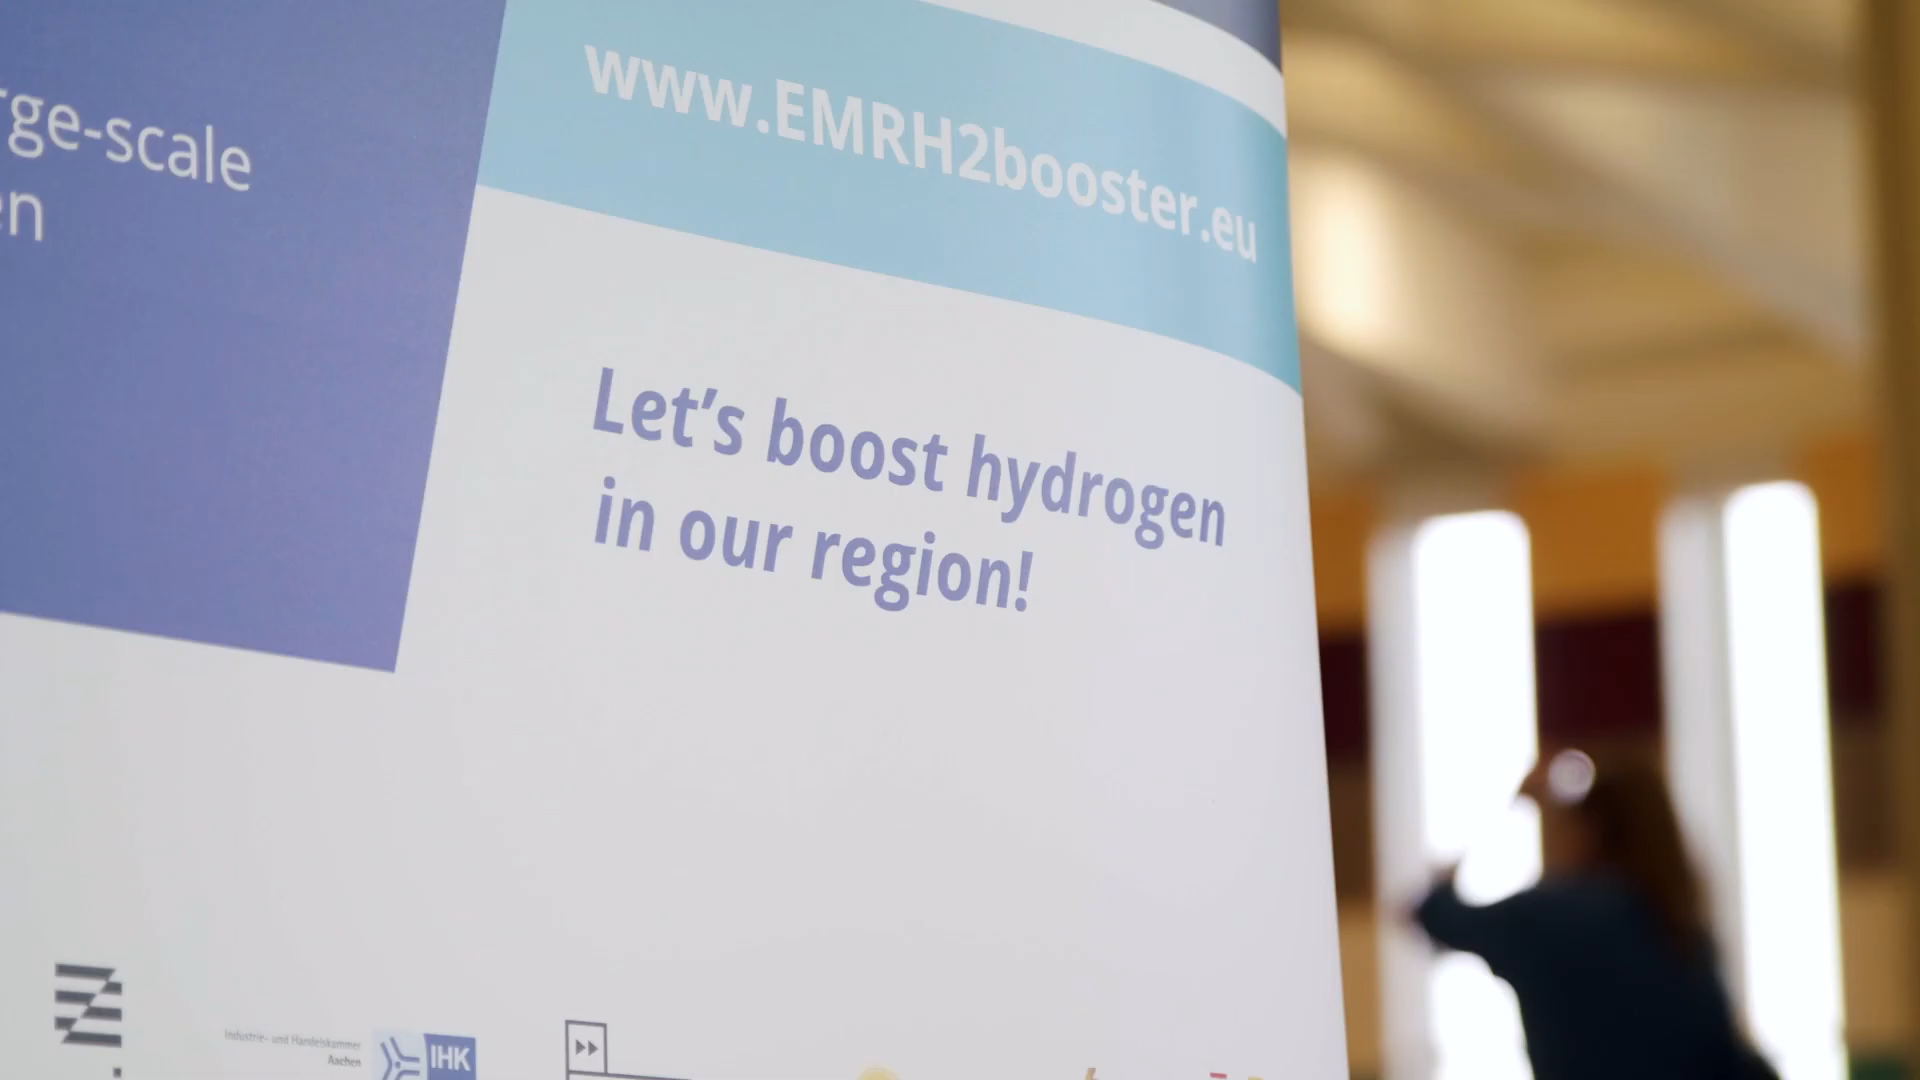 rge-scale
en
www.EMRH2booster.eu
Let’s boost hydrogen
in our region!
Industrie- und Handelskammer
Aachen
IHK